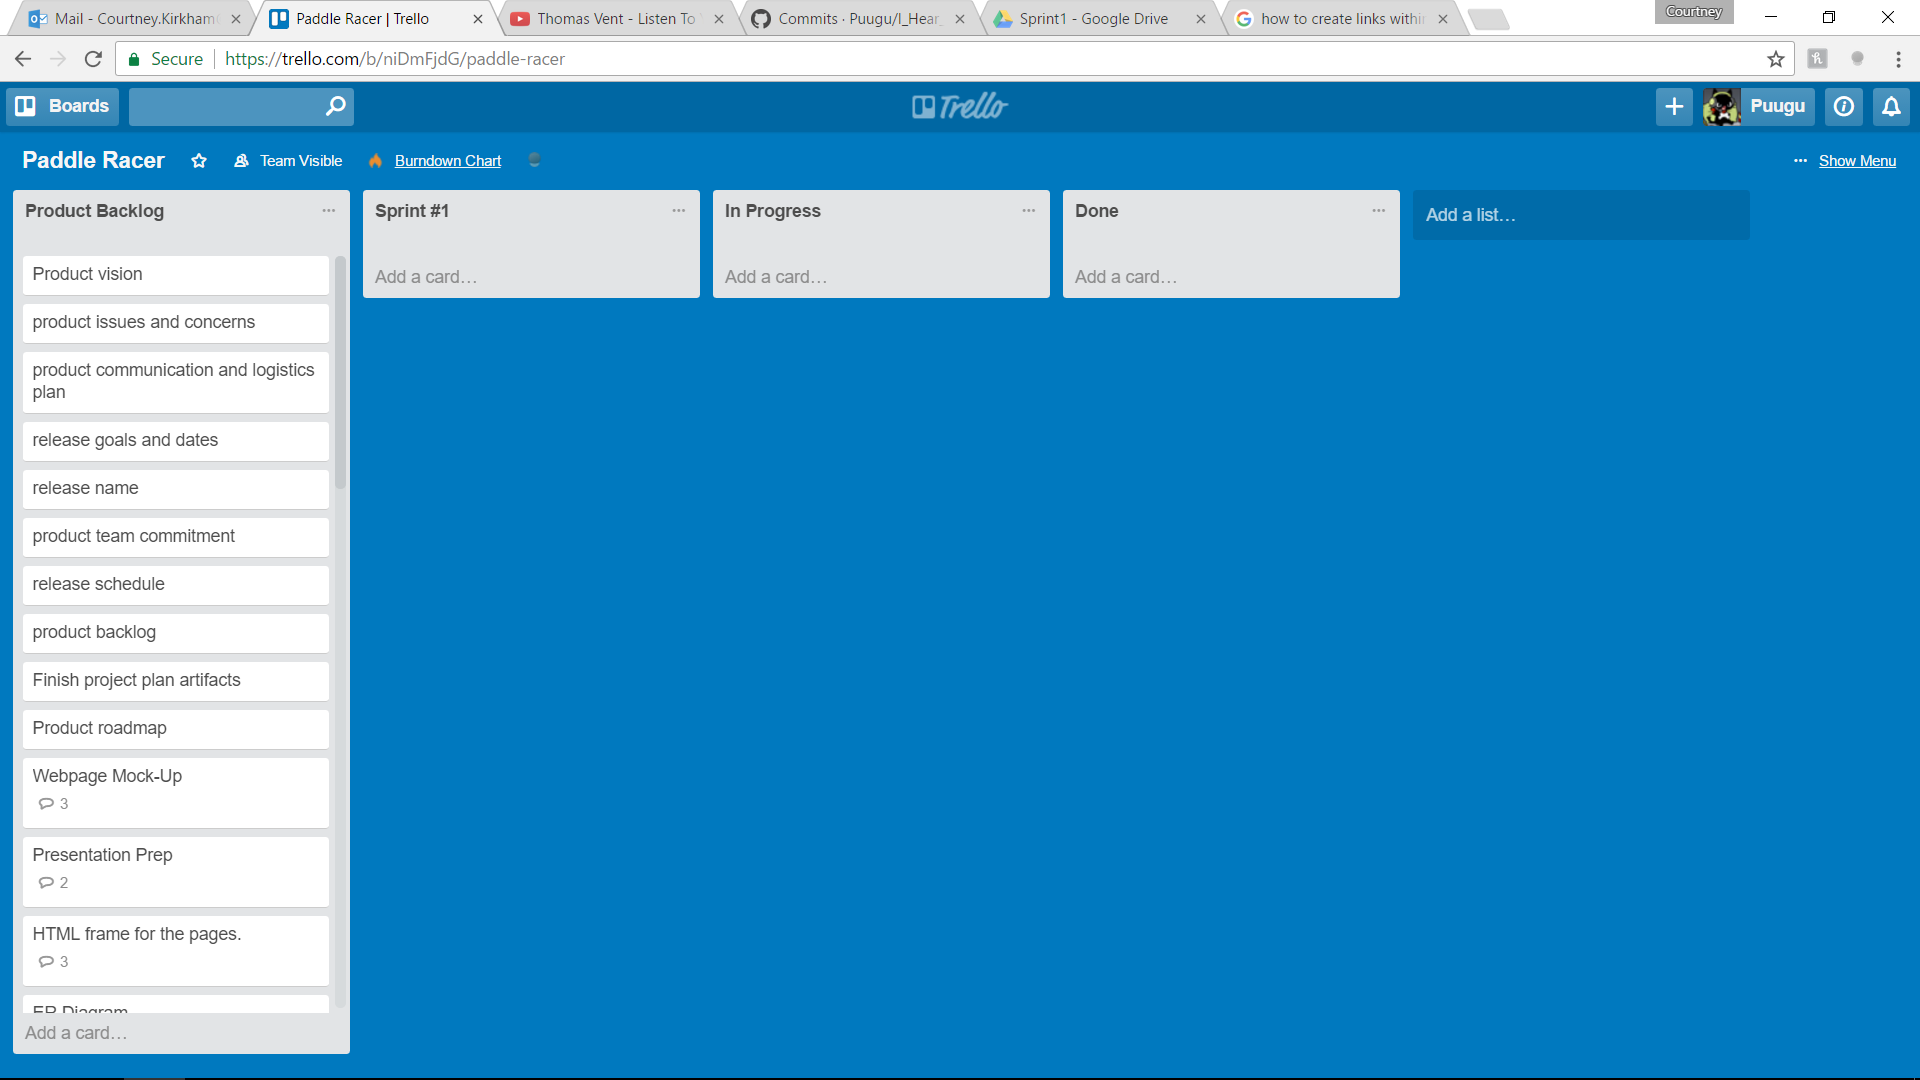 Mail - Courtney.Kirkham
Paddle Racer | Trello
Thomas Vent - Listen To
Commits · Puugu/I_Hear_
Sprint1 - Google Drive
how to create links withi
Courtney
Secure
https://trello.com/b/niDmFjdG/paddle-racer
Boards
Trello
Puugu
Paddle Racer
Team Visible
Burndown Chart
... Show Menu
Product Backlog
Product vision
product issues and concerns
product communication and logistics
plan
release goals and dates
release name
product team commitment
release schedule
product backlog
Finish project plan artifacts
Product roadmap
Webpage Mock-Up
3
Presentation Prep
2
HTML frame for the pages.
3
ER Diagram
Add a card…
Sprint #1
Add a card…
In Progress
Add a card…
Done
Add a card…
Add a list…